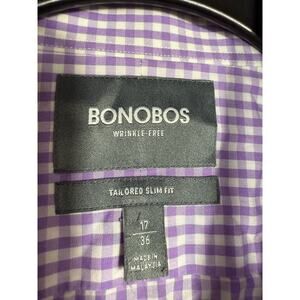 BONOBOS
WRINKLE-FREE
TAILORED SLIM FIT
17
36
MADE IN
MALAYSIA